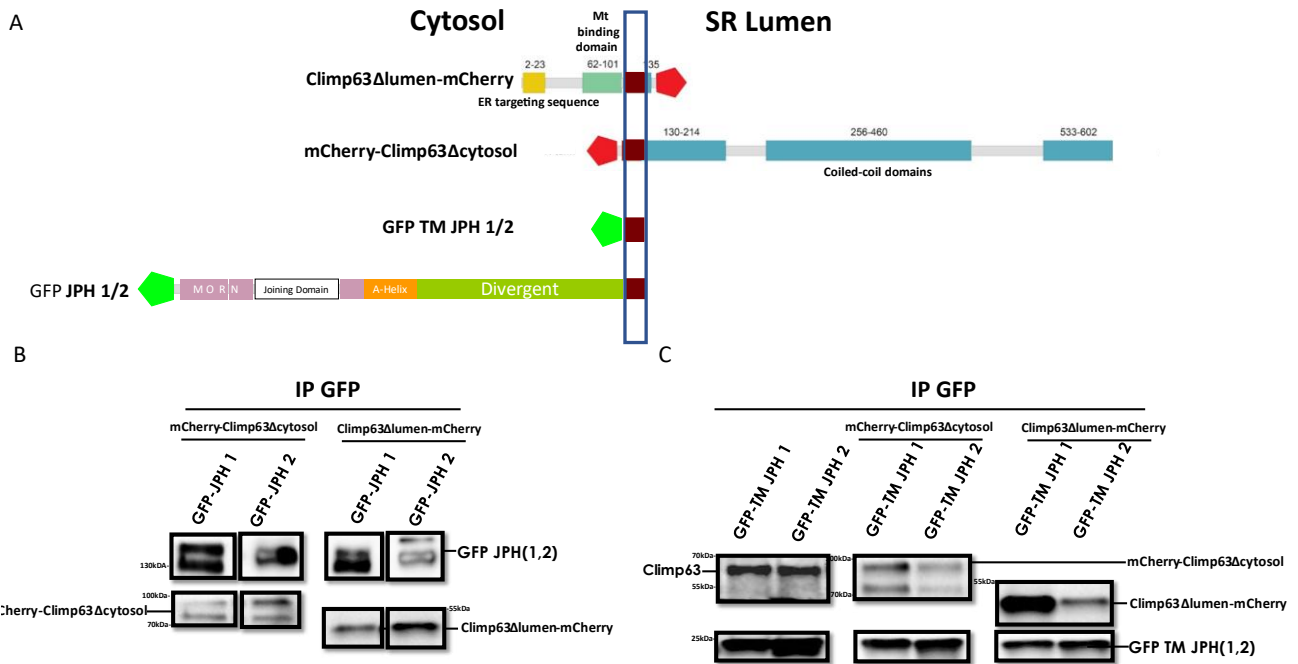 A
Cytosol
SR Lumen
Mt
binding
domain
2-23
62-101
135
Climp63Δlumen-mCherry
ER targeting sequence
130-214
256-460
533-602
mCherry-Climp63Δcytosol
Coiled-coil domains
GFP TM JPH 1/2
GFP JPH 1/2
M O R N
Joining Domain
A-Helix
Divergent
B
IP GFP
mCherry-Climp63Δcytosol
Climp63Δlumen-mCherry
GFP-JPH 1
GFP-JPH 2
GFP-JPH 1
GFP-JPH 2
GFP JPH(1,2)
130kDA-
100kDa-
:herry-Climp63Δcytosol
70kDa-
-55kDa
Climp63Δlumen-mCherry
C
IP GFP
mCherry-Climp63Δcytosol
Climp63Δlumen-mCherry
GFP-TM JPH 1
GFP-TM JPH 2
GFP-TM JPH 1
GFP-TM JPH 2
GFP-TM JPH 1
GFP-TM JPH 2
70kDa-
Climp63
55kDa-
00kDa-
70kDa-
mCherry-Climp63Δcytosol
55kDa-
Climp63Δlumen-mCherry
25kDa-
GFP TM JPH(1,2)